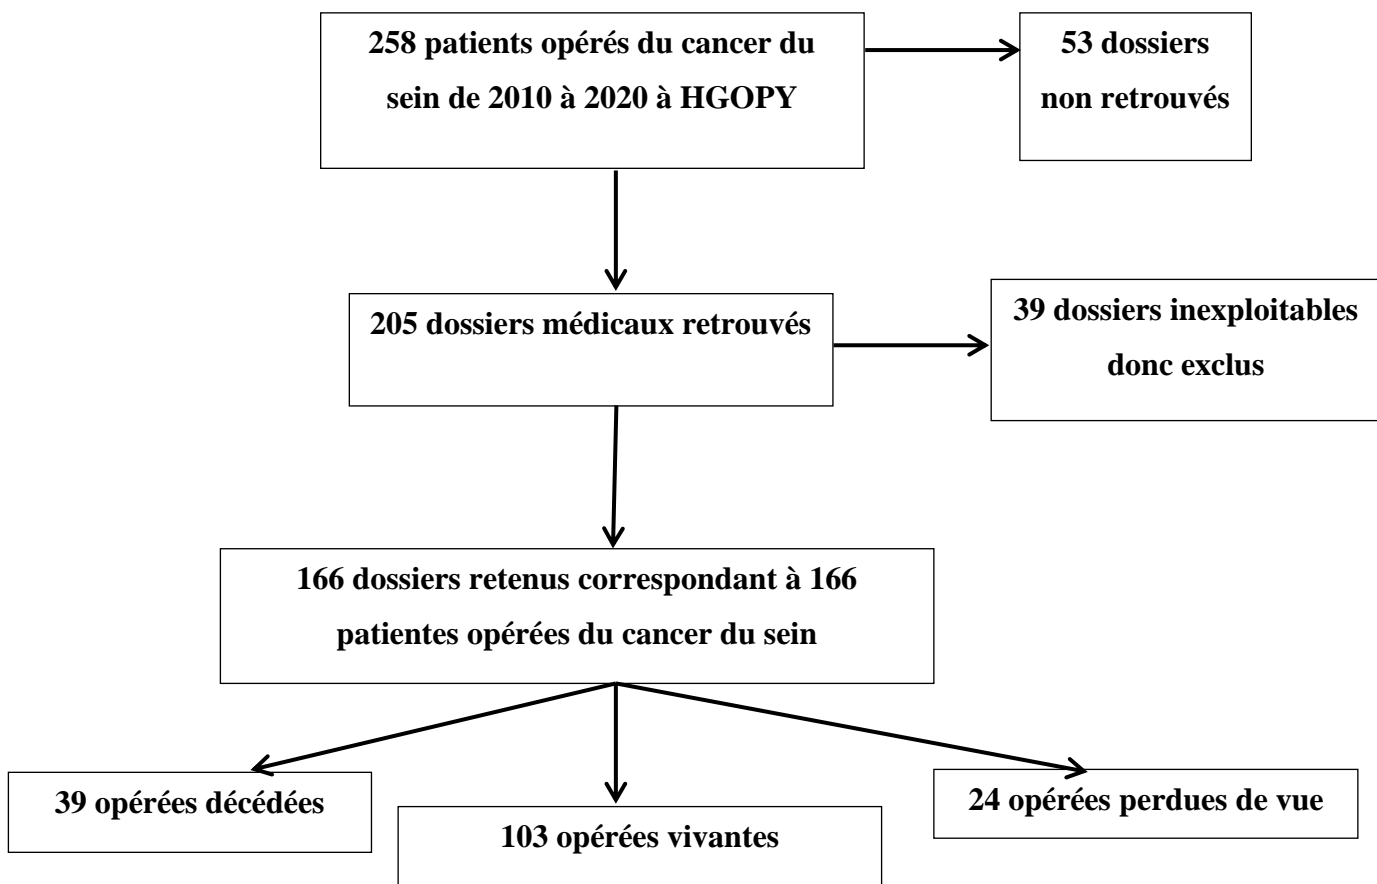 258 patients opérés du cancer du
sein de 2010 à 2020 à HGOPY
53 dossiers
non retrouvés
205 dossiers médicaux retrouvés
39 dossiers inexploitables
donc exclus
166 dossiers retenus correspondant à 166
patientes opérées du cancer du sein
39 opérées décédées
103 opérées vivantes
24 opérées perdues de vue